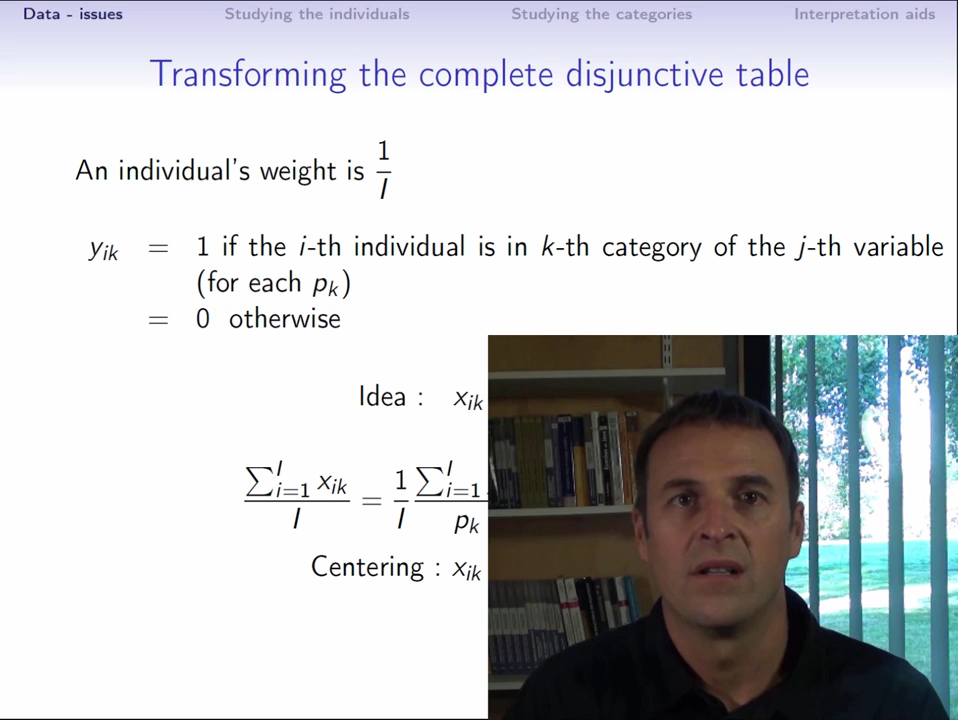 Data - issues Studying the individuals Studying the categories Interpretation aids
Transforming the complete disjunctive table
An individual's weight is 1/I
y_ik = 1 if the i-th individual is in k-th category of the j-th variable
(for each p_k)
= 0 otherwise
Idea : x_ik
∑_{i=1}^I x_ik / I = 1/I ∑_{i=1}^I / p_k
Centering : x_ik